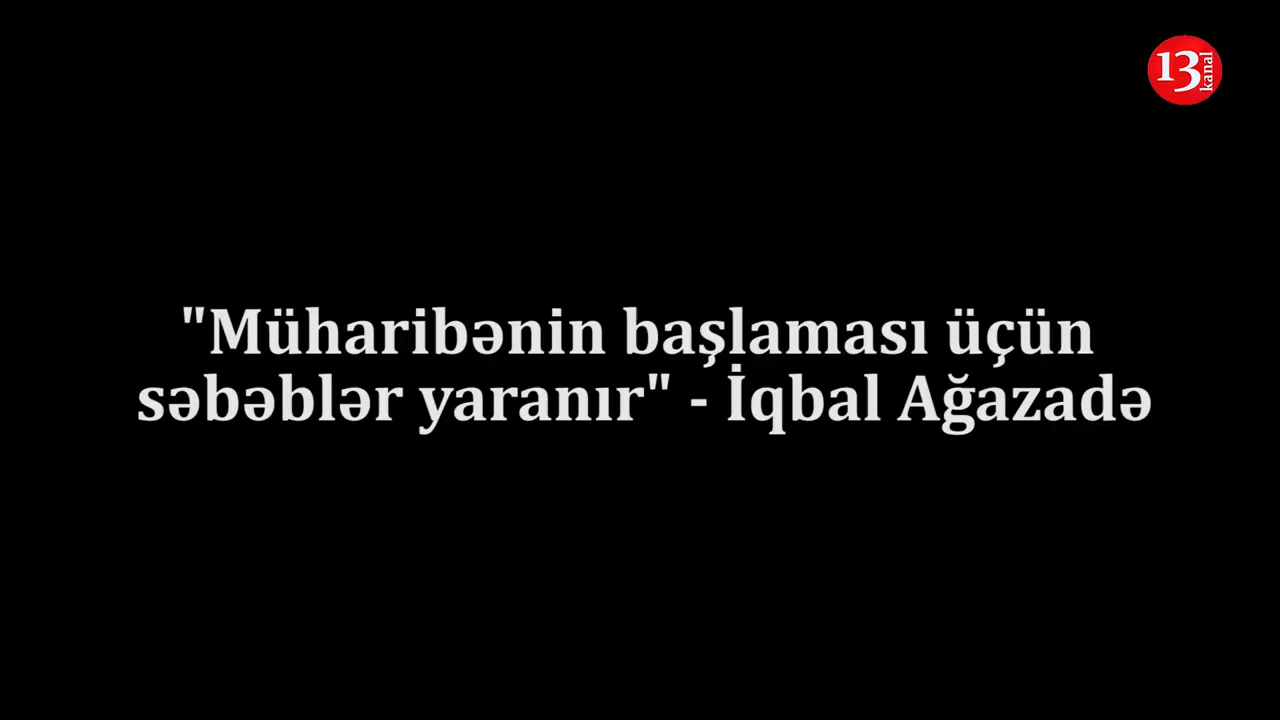 13 kanal
"Müharibənin başlaması üçün
səbəblər yaranır" - İqbal Ağazadə